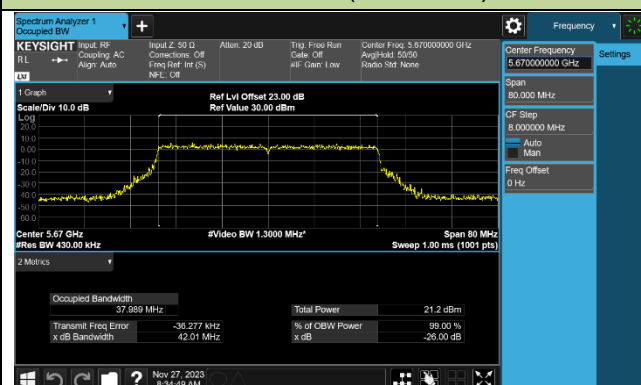 Spectrum Analyzer 1
Occupied BW
Frequency
KEYSIGHT
RL
LXI
Input: RF
Coupling: AC
Align: Auto
Input Z: 50 Ω
Corrections: Off
Freq Ref: Int (S)
NFE: Off
Atten: 20 dB
Trig: Free Run
Gate: Off
#IF Gain: Low
Center Freq: 5.670000000 GHz
Avg|Hold: 50/50
Radio Std: None
Center Frequency
5.670000000 GHz
Settings
Span
80.000 MHz
CF Step
8.000000 MHz
Auto
Man
Freq Offset
0 Hz
1 Graph
Scale/Div 10.0 dB
Ref Lvl Offset 23.00 dB
Ref Value 30.00 dBm
Log
20.0
10.0
0.00
-10.0
-20.0
-30.0
-40.0
-50.0
-60.0
Center 5.67 GHz
#Res BW 430.00 kHz
#Video BW 1.3000 MHz*
Span 80 MHz
Sweep 1.00 ms (1001 pts)
2 Metrics
Occupied Bandwidth
37.989 MHz
Total Power
21.2 dBm
Transmit Freq Error
-36.277 kHz
% of OBW Power
99.00 %
x dB Bandwidth
42.01 MHz
x dB
-26.00 dB
Nov 27, 2023
8:34:49 AM